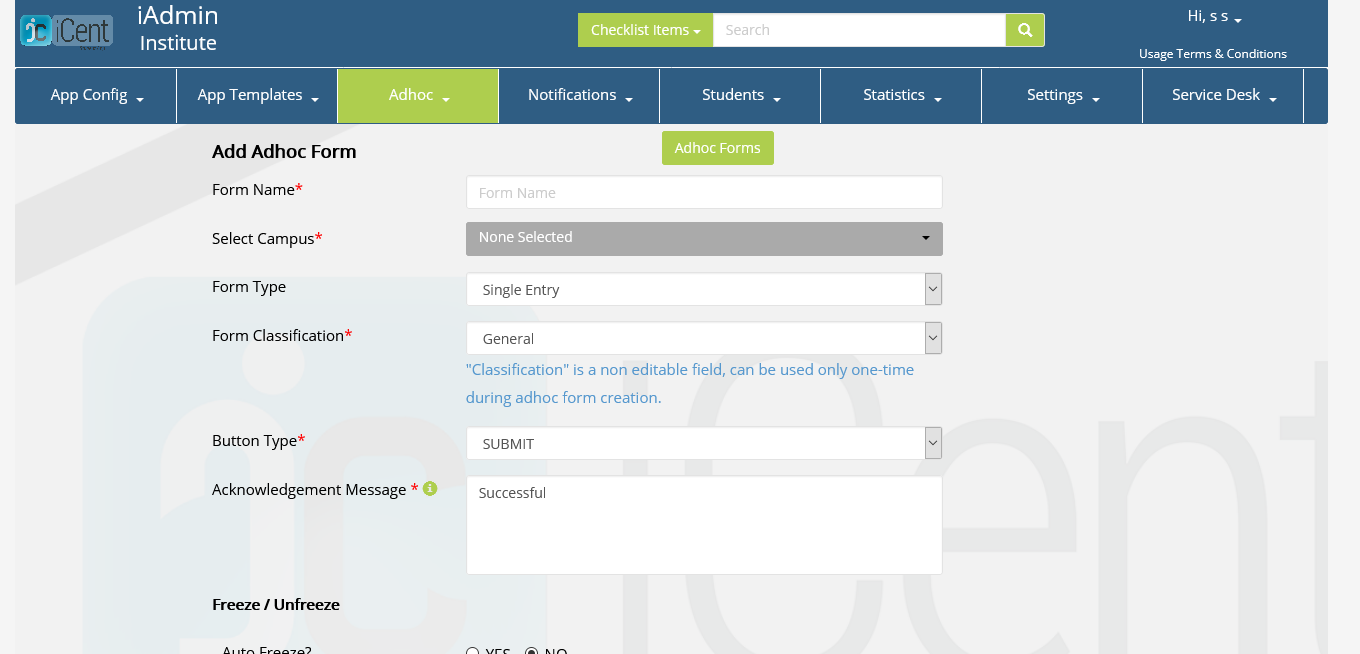 iCent
iAdmin
Institute
Checklist Items
Search
Hi, s s
Usage Terms & Conditions
App Config
App Templates
Adhoc
Notifications
Students
Statistics
Settings
Service Desk
Add Adhoc Form
Adhoc Forms
Form Name*
Form Name
Select Campus*
None Selected
Form Type
Single Entry
Form Classification*
General
"Classification" is a non editable field, can be used only one-time
during adhoc form creation.
Button Type*
SUBMIT
Acknowledgement Message *
Successful
Freeze / Unfreeze
Auto Freeze?
YES
NO
iCent